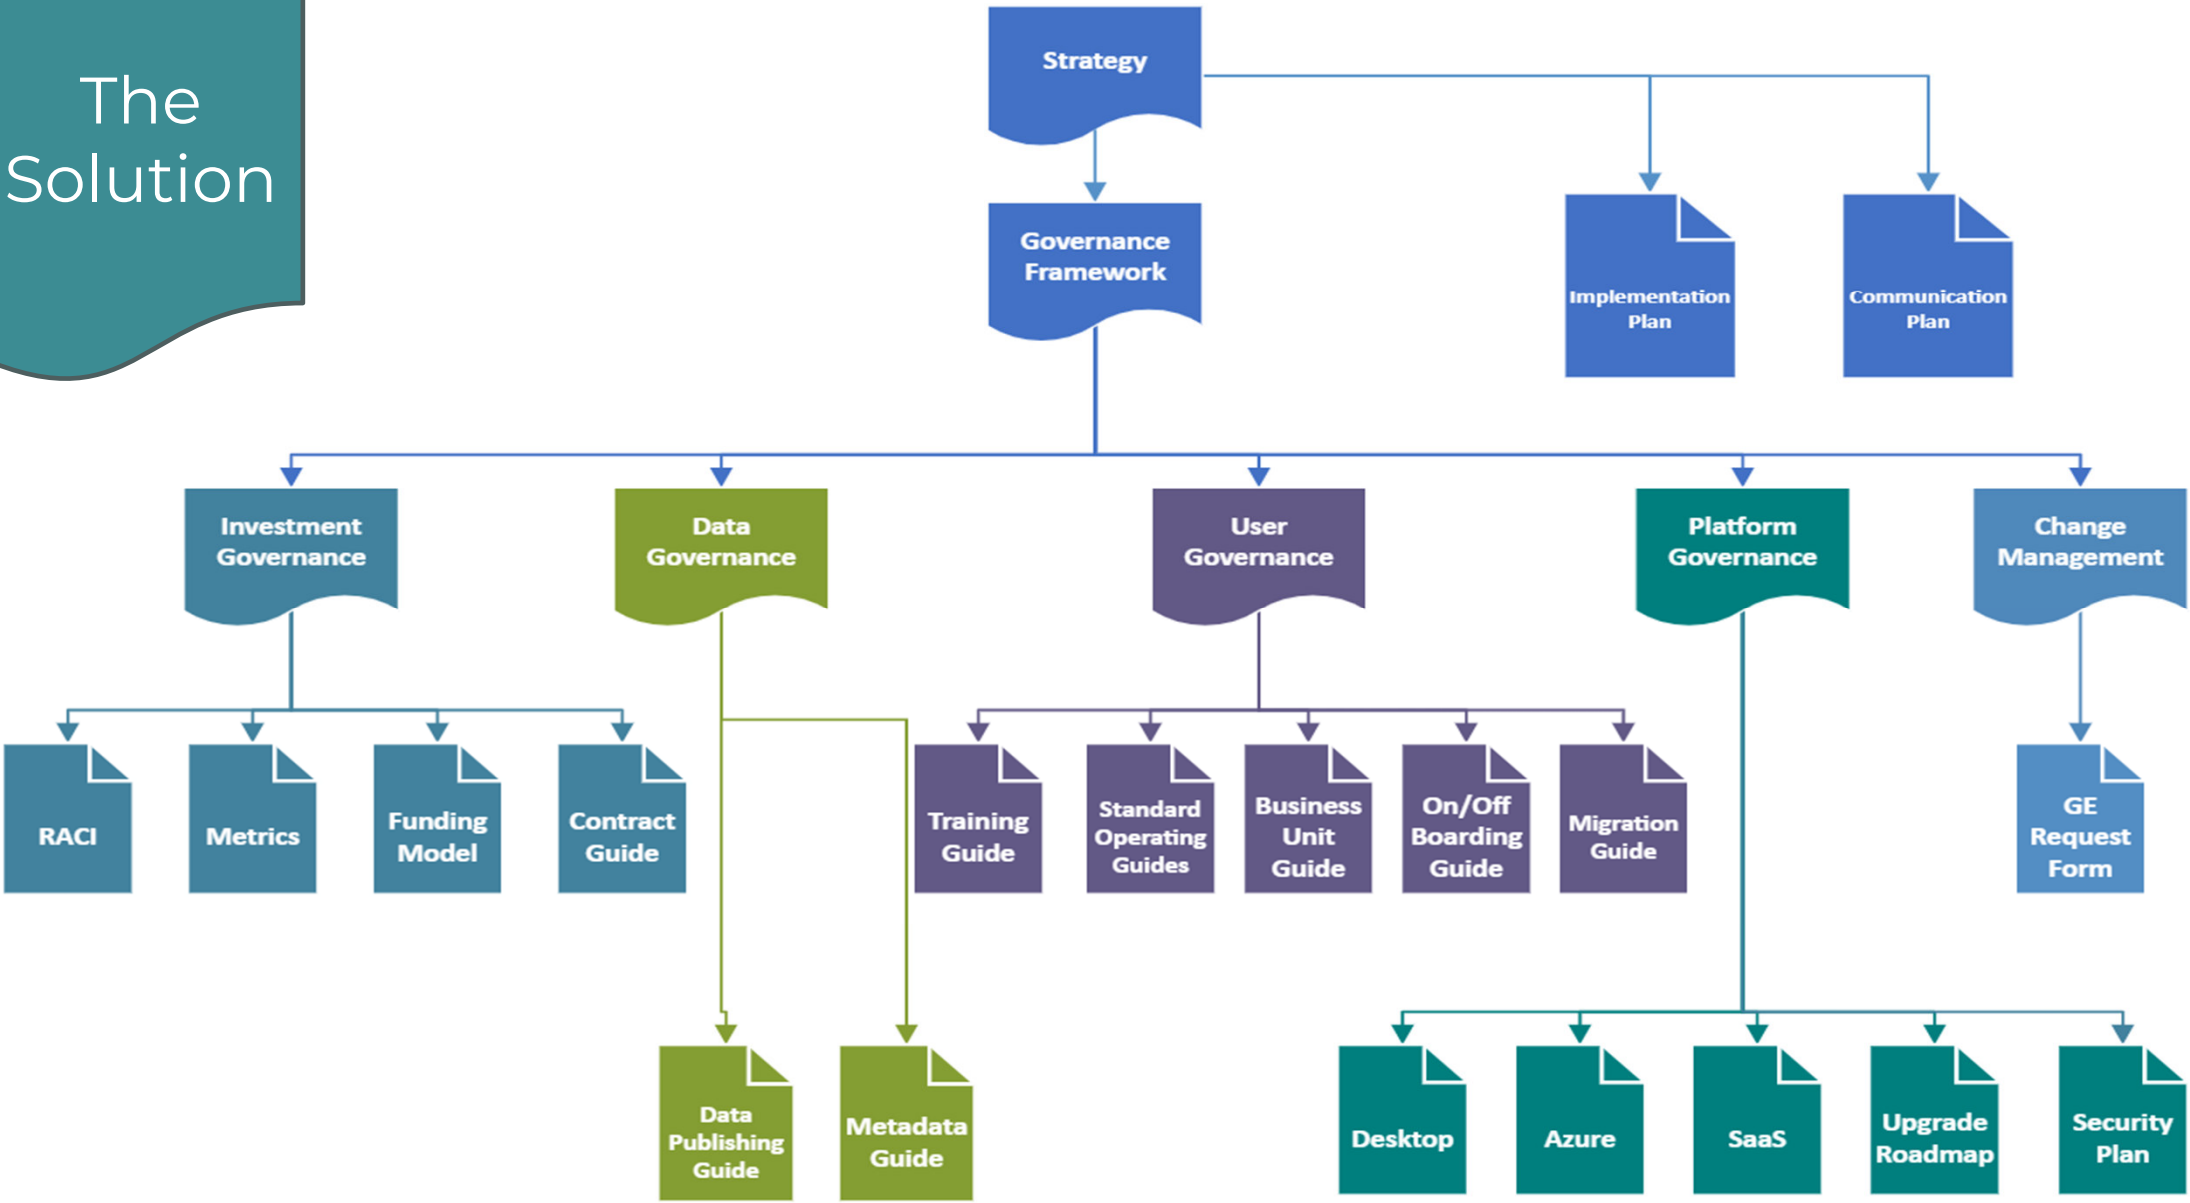 The
Solution
Strategy
Governance
Framework
Implementation
Plan
Communication
Plan
Investment
Governance
Data
Governance
User
Governance
Platform
Governance
Change
Management
RACI
Metrics
Funding
Model
Contract
Guide
Training
Guide
Standard
Operating
Guides
Business
Unit
Guide
On/Off
Boarding
Guide
Migration
Guide
GE
Request
Form
Data
Publishing
Guide
Metadata
Guide
Desktop
Azure
SaaS
Upgrade
Roadmap
Security
Plan